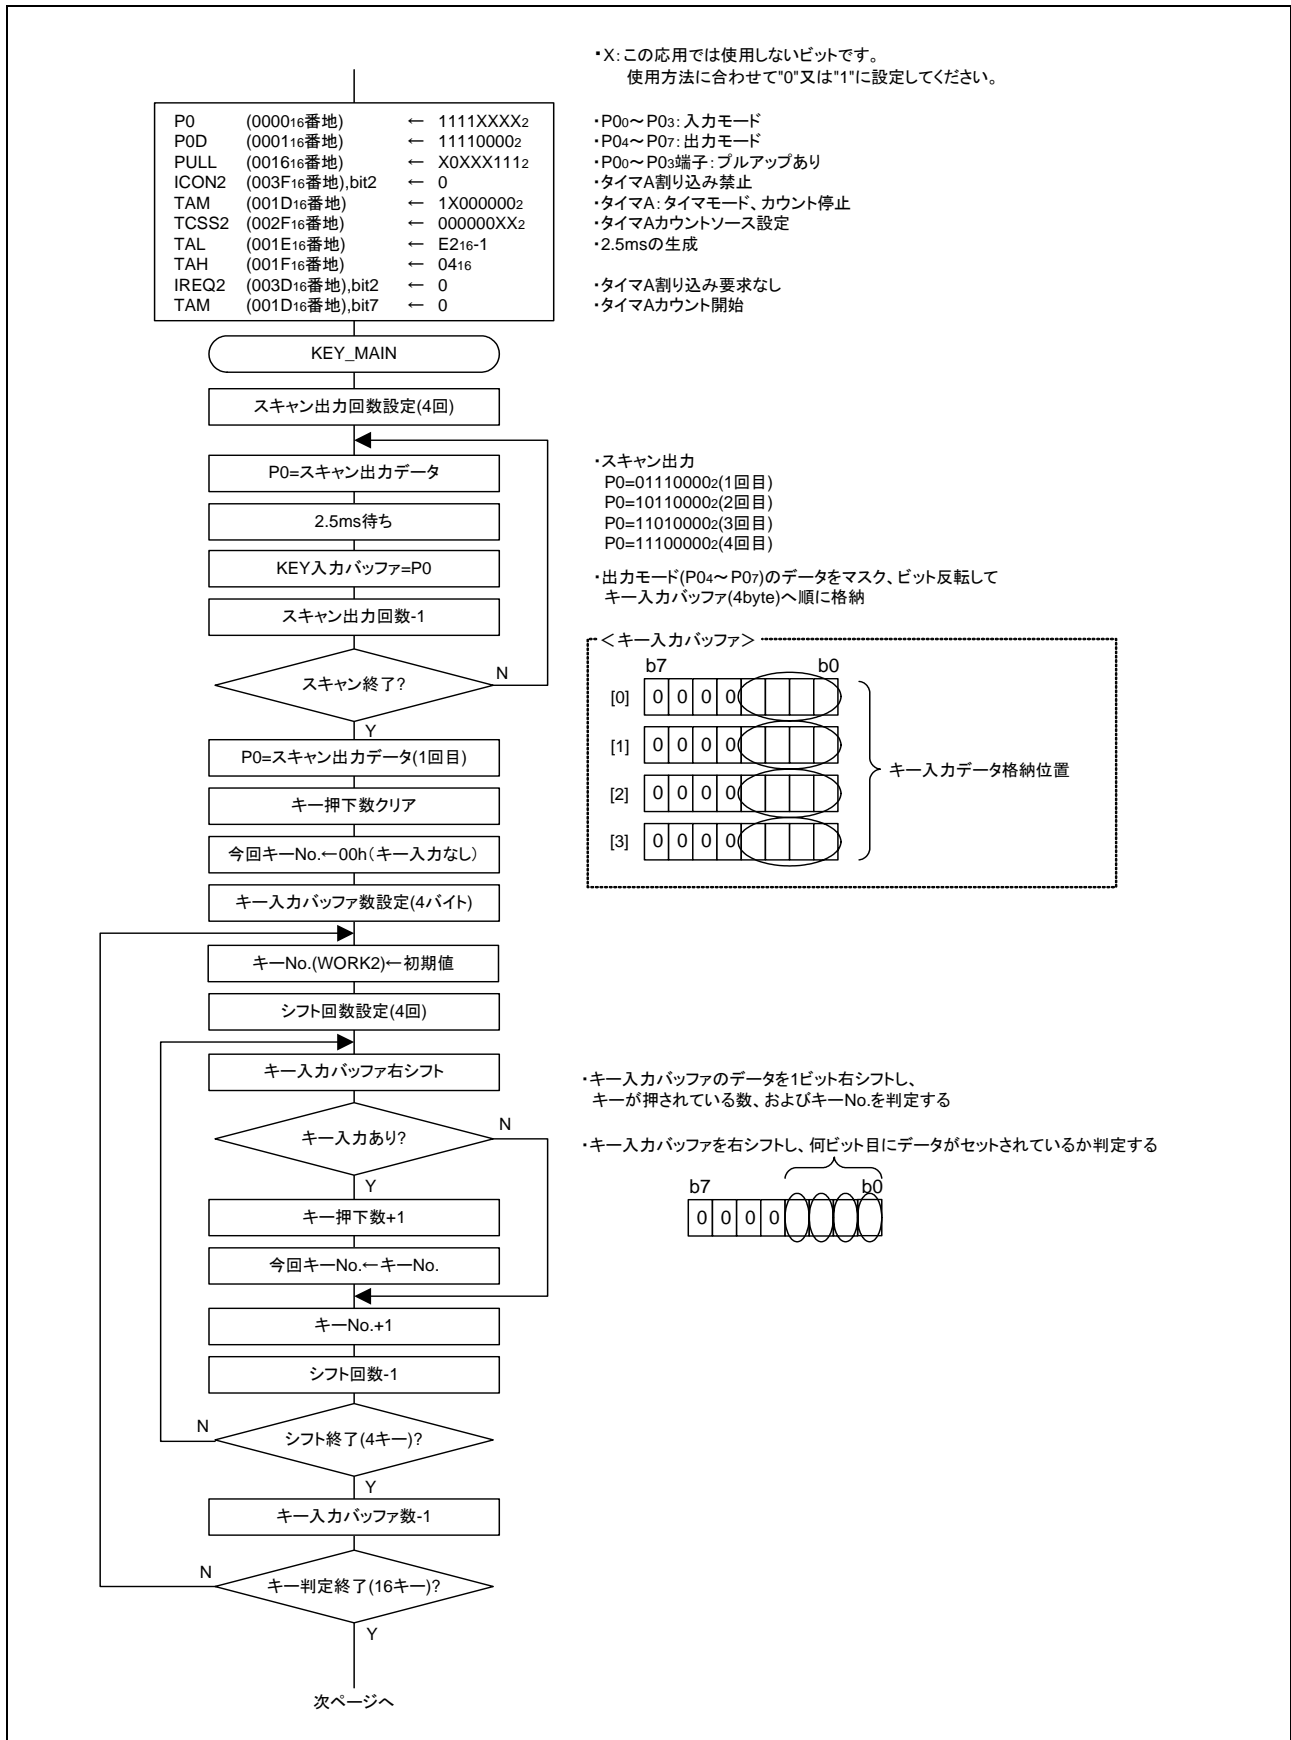 ・X：この応用では使用しないビットです。
使用方法に合わせて"0"又は"1"に設定してください。
P0 (000016番地) ← 1111XXXX2 ・P00～P03：入力モード
P0D (000116番地) ← 111100002 ・P04～P07：出力モード
PULL (001616番地) ← X0XXX1112 ・P00～P03端子：プルアップあり
ICON2 (003F16番地),bit2 ← 0 ・タイマA割り込み禁止
TAM (001D16番地) ← 1X0000002 ・タイマA：タイマモード、カウント停止
TCSS2 (002F16番地) ← 000000XX2 ・タイマAカウントソース設定
TAL (001E16番地) ← E216-1 ・2.5msの生成
TAH (001F16番地) ← 0416
IREQ2 (003D16番地),bit2 ← 0 ・タイマA割り込み要求なし
TAM (001D16番地),bit7 ← 0 ・タイマAカウント開始
KEY_MAIN
スキャン出力回数設定(4回)
P0=スキャン出力データ
2.5ms待ち
KEY入力バッファ=P0
スキャン出力回数-1
スキャン終了?
N
Y
・スキャン出力
P0=011100002(1回目)
P0=101100002(2回目)
P0=110100002(3回目)
P0=111000002(4回目)
・出力モード(P04～P07)のデータをマスク、ビット反転して
キー入力バッファ(4byte)へ順に格納
＜キー入力バッファ＞
b7 b0
[0] 0 0 0 0
[1] 0 0 0 0
[2] 0 0 0 0
[3] 0 0 0 0
キー入力データ格納位置
P0=スキャン出力データ(1回目)
キー押下数クリア
今回キーNo.←00h(キー入力なし)
キー入力バッファ数設定(4バイト)
キーNo.(WORK2)←初期値
シフト回数設定(4回)
キー入力バッファ右シフト
キー入力あり?
N
Y
・キー入力バッファのデータを1ビット右シフトし、
キーが押されている数、およびキーNo.を判定する
・キー入力バッファを右シフトし、何ビット目にデータがセットされているか判定する
b7 b0
0 0 0 0
キー押下数+1
今回キーNo.←キーNo.
キーNo.+1
シフト回数-1
シフト終了(4キー)?
N
Y
キー入力バッファ数-1
キー判定終了(16キー)?
N
Y
次ページへ